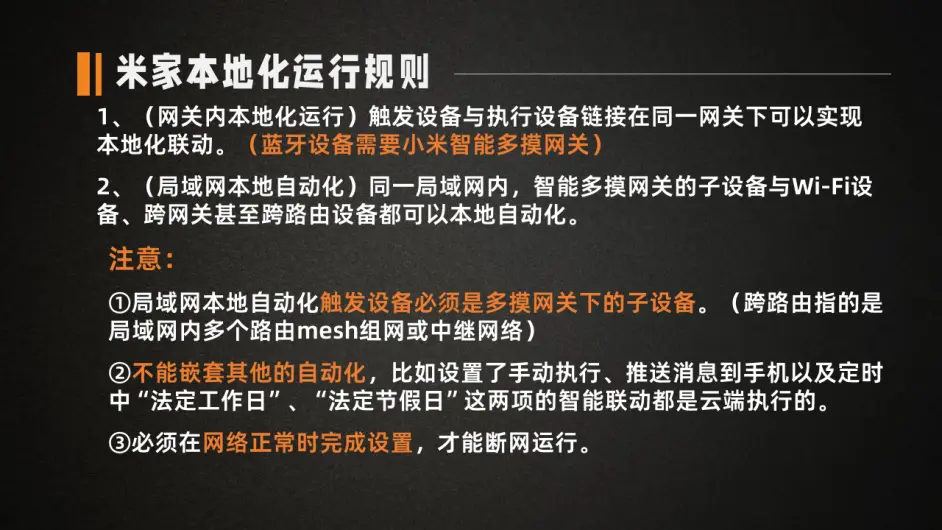 米家本地化运行规则
1、（网关内本地化运行）触发设备与执行设备链接在同一网关下可以实现
本地化联动。（蓝牙设备需要小米智能多摸网关）
2、（局域网本地自动化）同一局域网内，智能多摸网关的子设备与Wi-Fi设
备、跨网关甚至跨路由设备都可以本地自动化。
注意：
①局域网本地自动化触发设备必须是多摸网关下的子设备。（跨路由指的是
局域网内多个路由mesh组网或中继网络）
②不能嵌套其他的自动化，比如设置了手动执行、推送消息到手机以及定时
中“法定工作日”、“法定节假日”这两项的智能联动都是云端执行的。
③必须在网络正常时完成设置，才能断网运行。